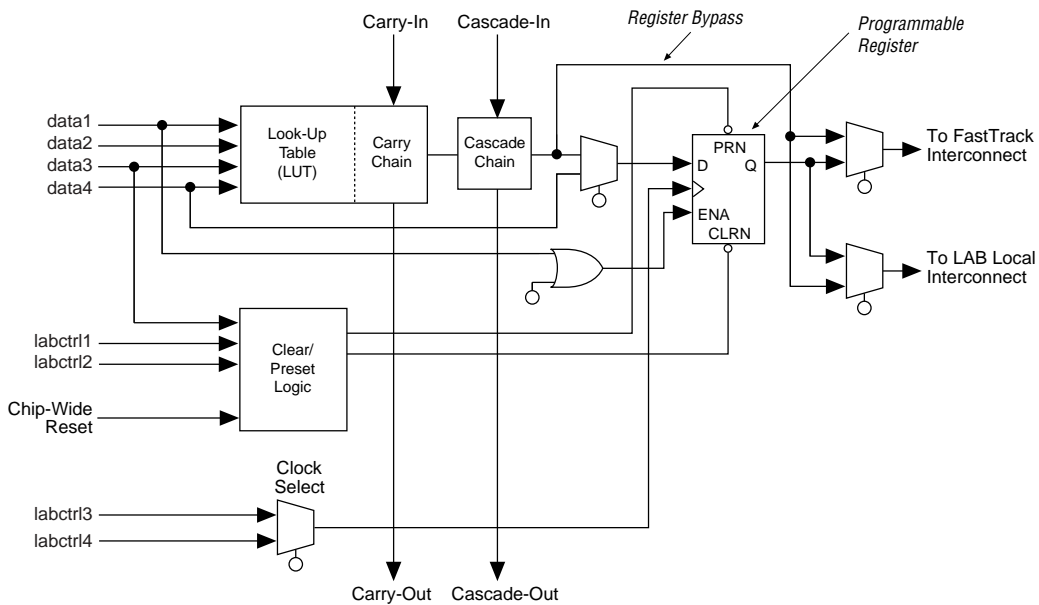 Carry-In
Cascade-In
Register Bypass
Programmable
Register
data1
data2
data3
data4
Look-Up
Table
(LUT)
Carry
Chain
Cascade
Chain
PRN
D
Q
ENA
CLRN
To FastTrack
Interconnect
To LAB Local
Interconnect
labctrl1
labctrl2
Clear/
Preset
Logic
Chip-Wide
Reset
Clock
Select
labctrl3
labctrl4
Carry-Out
Cascade-Out